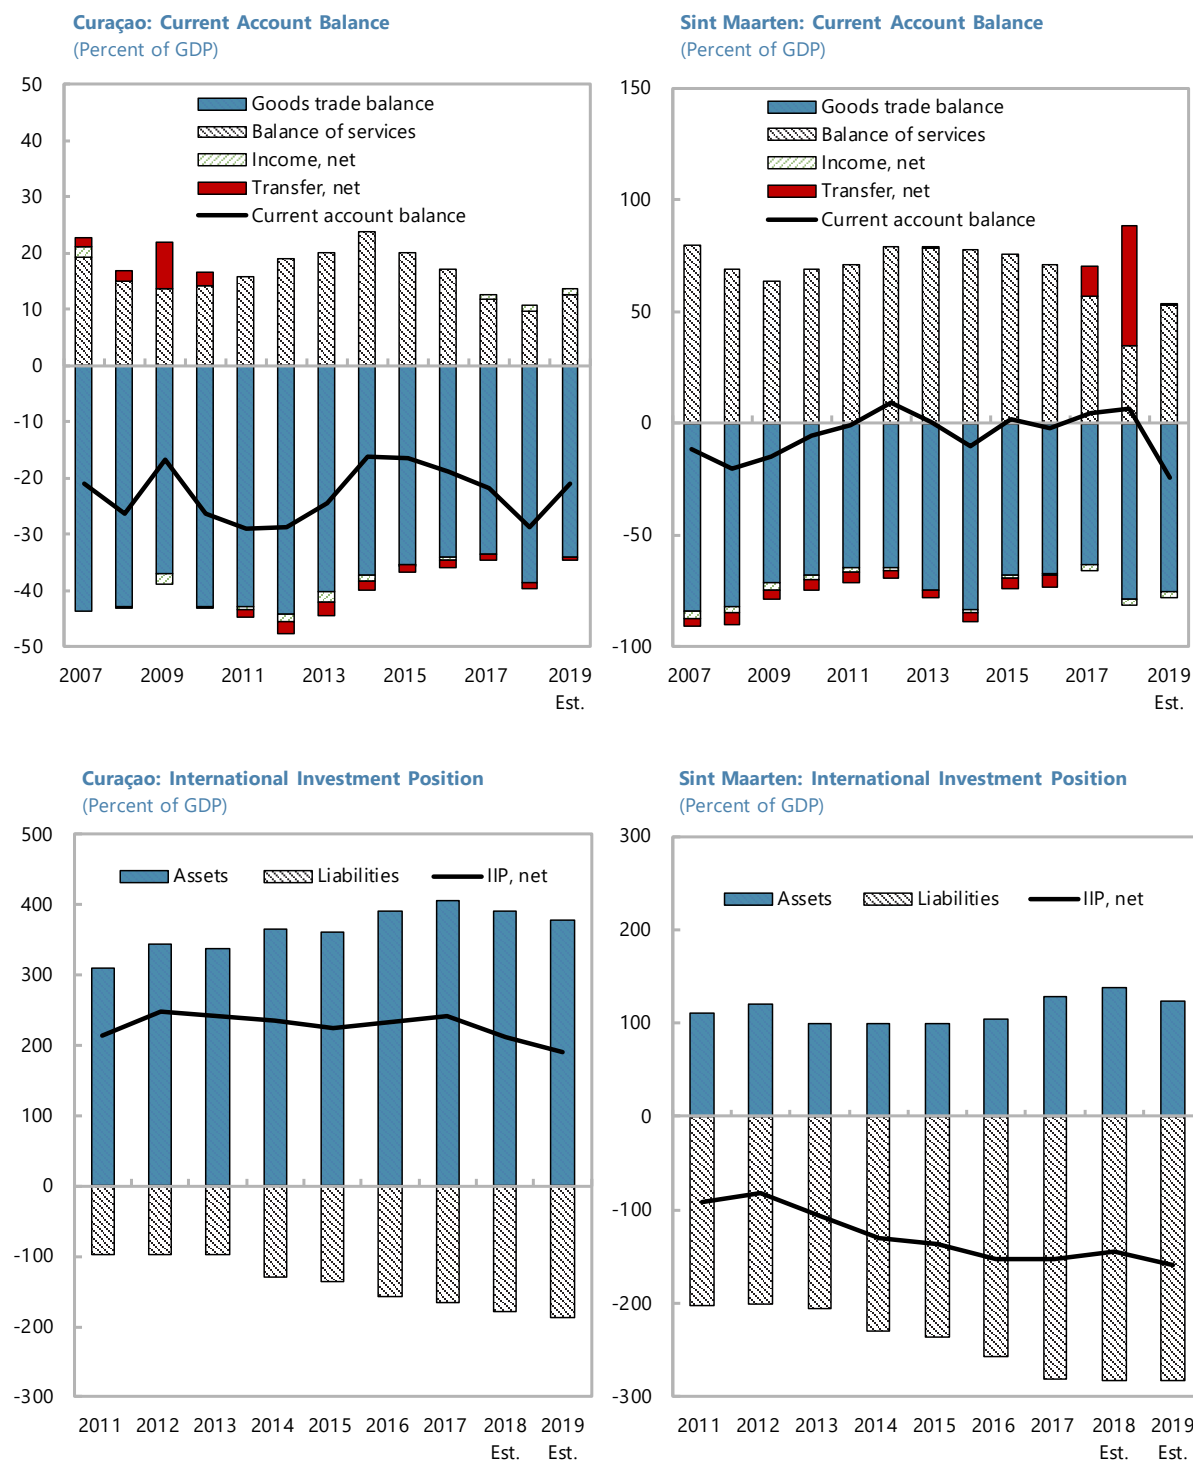 Curaçao: Current Account Balance
(Percent of GDP)
50
40
30
20
10
0
-10
-20
-30
-40
-50
Goods trade balance
Balance of services
Income, net
Transfer, net
Current account balance
2007 2009 2011 2013 2015 2017 2019
Est.
Sint Maarten: Current Account Balance
(Percent of GDP)
150
100
50
0
-50
-100
Goods trade balance
Balance of services
Income, net
Transfer, net
Current account balance
2007 2009 2011 2013 2015 2017 2019
Est.
Curaçao: International Investment Position
(Percent of GDP)
500
400
300
200
100
0
-100
-200
-300
Assets Liabilities IIP, net
2011 2012 2013 2014 2015 2016 2017 2018 2019
Est. Est.
Sint Maarten: International Investment Position
(Percent of GDP)
300
200
100
0
-100
-200
-300
Assets Liabilities IIP, net
2011 2012 2013 2014 2015 2016 2017 2018 2019
Est. Est.